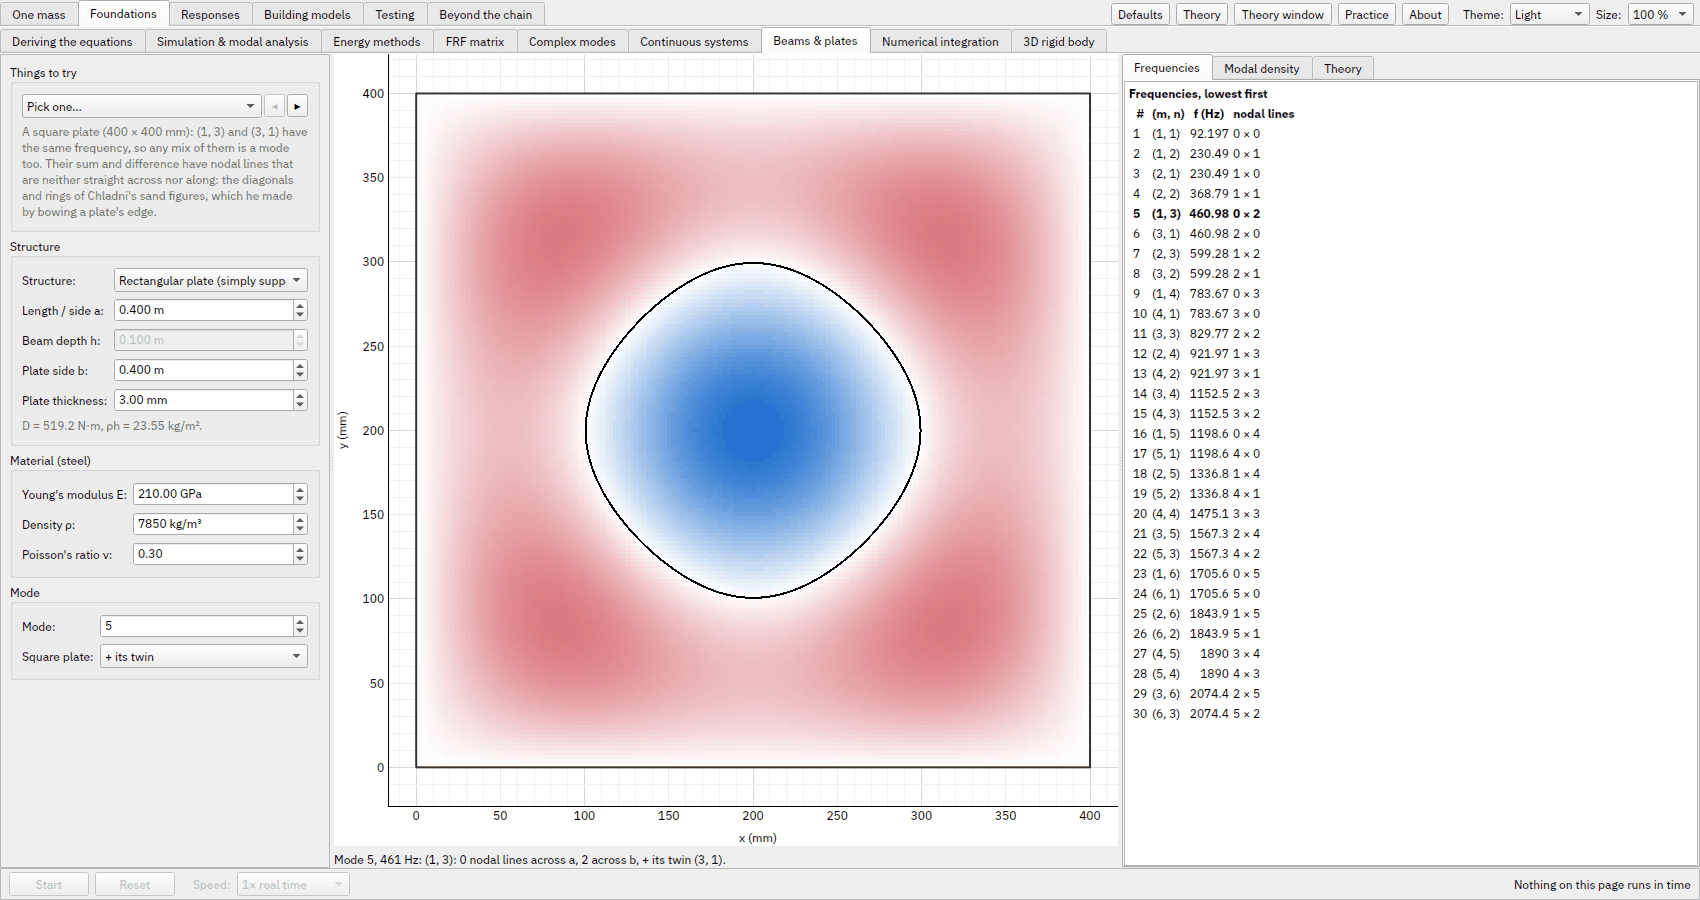 One mass Foundations Responses Building models Testing Beyond the chain Defaults Theory Theory window Practice About Theme: Light Size: 100 %
Deriving the equations Simulation & modal analysis Energy methods FRF matrix Complex modes Continuous systems Beams & plates Numerical integration 3D rigid body
Things to try
Pick one...
A square plate (400 × 400 mm): (1, 3) and (3, 1) have
the same frequency, so any mix of them is a mode
too. Their sum and difference have nodal lines that
are neither straight across nor along: the diagonals
and rings of Chladni's sand figures, which he made
by bowing a plate's edge.
Structure
Structure: Rectangular plate (simply supp
Length / side a: 0.400 m
Beam depth h: 0.100 m
Plate side b: 0.400 m
Plate thickness: 3.00 mm
D = 519.2 N·m, ρh = 23.55 kg/m².
Material (steel)
Young's modulus E: 210.00 GPa
Density ρ: 7850 kg/m³
Poisson's ratio ν: 0.30
Mode
Mode: 5
Square plate: + its twin
400
350
300
250
200
150
100
50
0
y (mm)
0 50 100 150 200 250 300 350 400
x (mm)
Mode 5, 461 Hz: (1, 3): 0 nodal lines across a, 2 across b, + its twin (3, 1).
Frequencies Modal density Theory
Frequencies, lowest first
# (m, n) f (Hz) nodal lines
1 (1, 1) 92.197 0 × 0
2 (1, 2) 230.49 0 × 1
3 (2, 1) 230.49 1 × 0
4 (2, 2) 368.79 1 × 1
5 (1, 3) 460.98 0 × 2
6 (3, 1) 460.98 2 × 0
7 (2, 3) 599.28 1 × 2
8 (3, 2) 599.28 2 × 1
9 (1, 4) 783.67 0 × 3
10 (4, 1) 783.67 3 × 0
11 (3, 3) 829.77 2 × 2
12 (2, 4) 921.97 1 × 3
13 (4, 2) 921.97 3 × 1
14 (3, 4) 1152.5 2 × 3
15 (4, 3) 1152.5 3 × 2
16 (1, 5) 1198.6 0 × 4
17 (5, 1) 1198.6 4 × 0
18 (2, 5) 1336.8 1 × 4
19 (5, 2) 1336.8 4 × 1
20 (4, 4) 1475.1 3 × 3
21 (3, 5) 1567.3 2 × 4
22 (5, 3) 1567.3 4 × 2
23 (1, 6) 1705.6 0 × 5
24 (6, 1) 1705.6 5 × 0
25 (2, 6) 1843.9 1 × 5
26 (6, 2) 1843.9 5 × 1
27 (4, 5) 1890 3 × 4
28 (5, 4) 1890 4 × 3
29 (3, 6) 2074.4 2 × 5
30 (6, 3) 2074.4 5 × 2
Start Reset Speed: 1× real time Nothing on this page runs in time